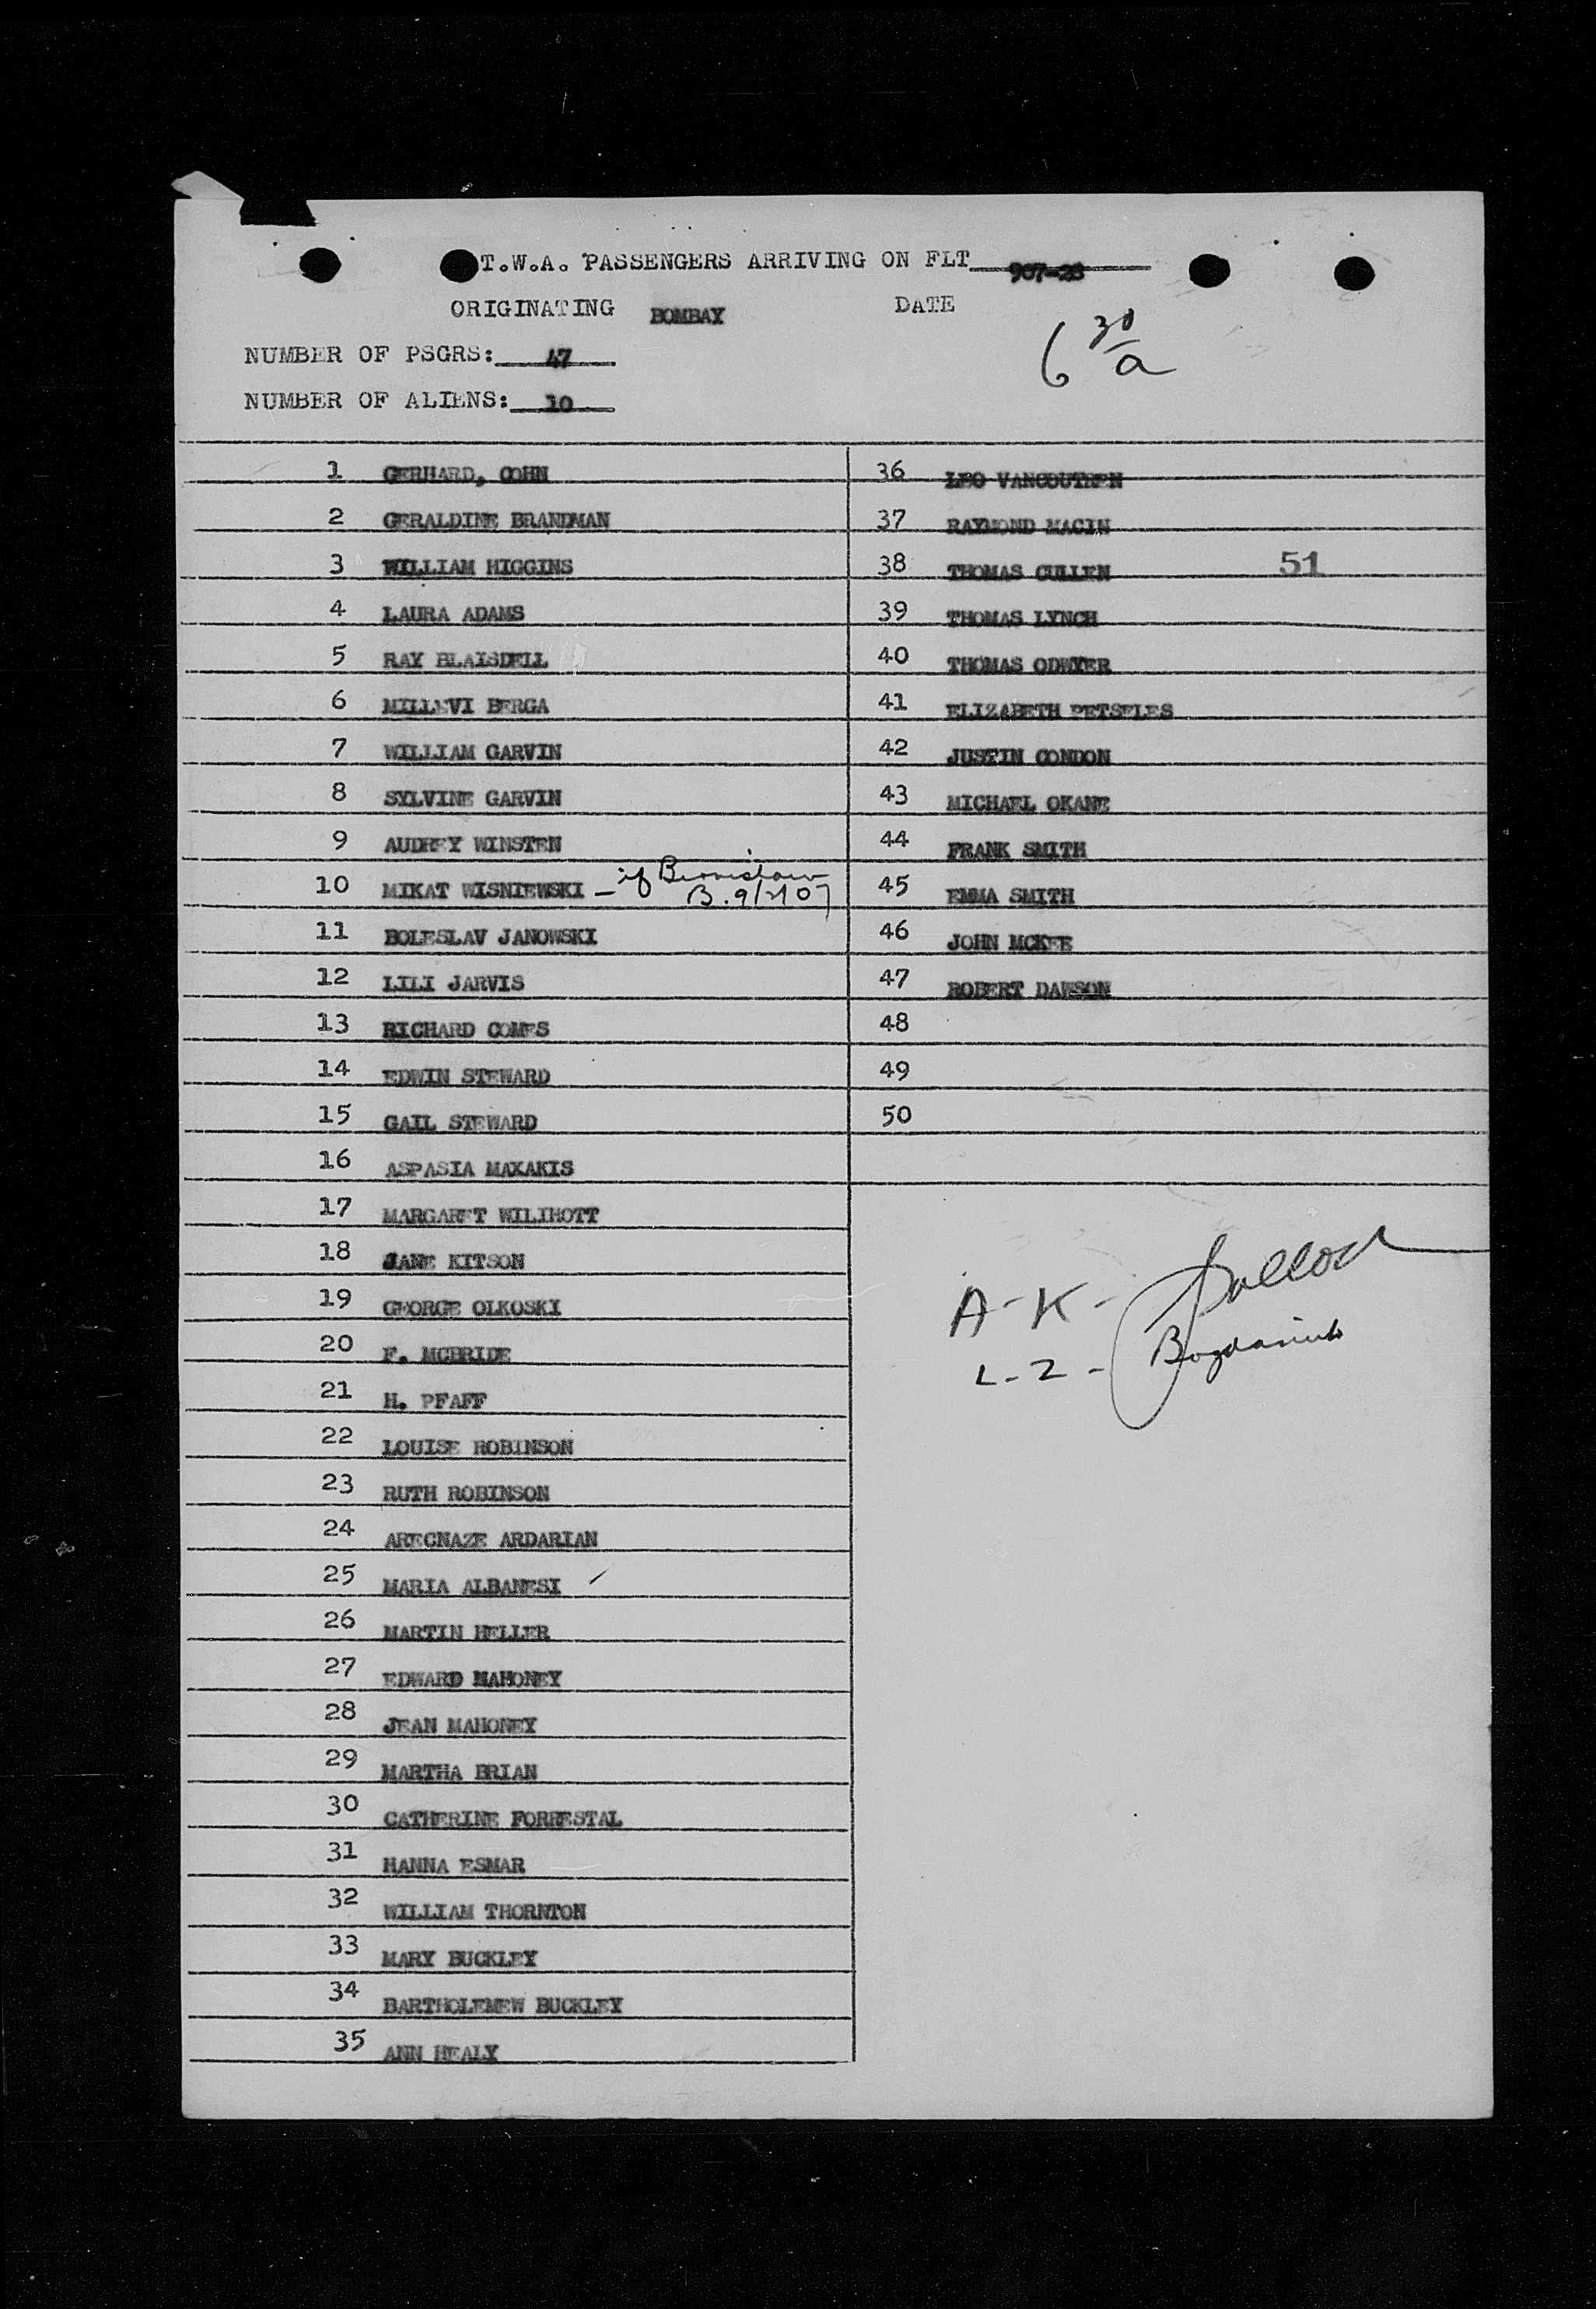 T.W.A. PASSENGERS ARRIVING ON FLT 907-28
ORIGINATING BOMBAY DATE
6 30/a
NUMBER OF PSGRS: 47
NUMBER OF ALIENS: 10
1 GERHARD, COHN
2 GERALDINE BRANDMAN
3 WILLIAM HIGGINS
4 LAURA ADAMS
5 RAY BLAISDELL
6 MILLEVI BERGA
7 WILLIAM GARVIN
8 SYLVINE GARVIN
9 AUDREY WINSTEN
10 MIKAT WISNIEWSKI - if Bronislaw
B. 9/
11 BOLESLAV JANOWSKI
12 LILI JARVIS
13 RICHARD COMES
14 EDWIN STEWARD
15 GAIL STEWARD
16 ASPASIA MAXAKIS
17 MARGARET WILIHOTT
18 JANE KITSON
19 GEORGE OLKOSKI
20 F. MCBRIDE
21 H. PFAFF
22 LOUISE ROBINSON
23 RUTH ROBINSON
24 ARECNAZE ARDARIAN
25 MARIA ALBANESI
26 MARTIN HELLER
27 EDWARD MAHONEY
28 JEAN MAHONEY
29 MARTHA BRIAN
30 CATHERINE FORRESTAL
31 HANNA ESMAR
32 WILLIAM THORNTON
33 MARY BUCKLEY
34 BARTHOLEMEW BUCKLEY
35 ANN HEALY
36 LEO VANCOUTREN
37 RAYMOND MACIN
38 THOMAS CULLEN 51
39 THOMAS LYNCH
40 THOMAS ODWYER
41 ELIZABETH PETSELES
42 JUSTIN CONDON
43 MICHAEL OKANE
44 FRANK SMITH
45 EMMA SMITH
46 JOHN MCKEE
47 ROBERT DAWSON
48
49
50
A-K-
L-Z-